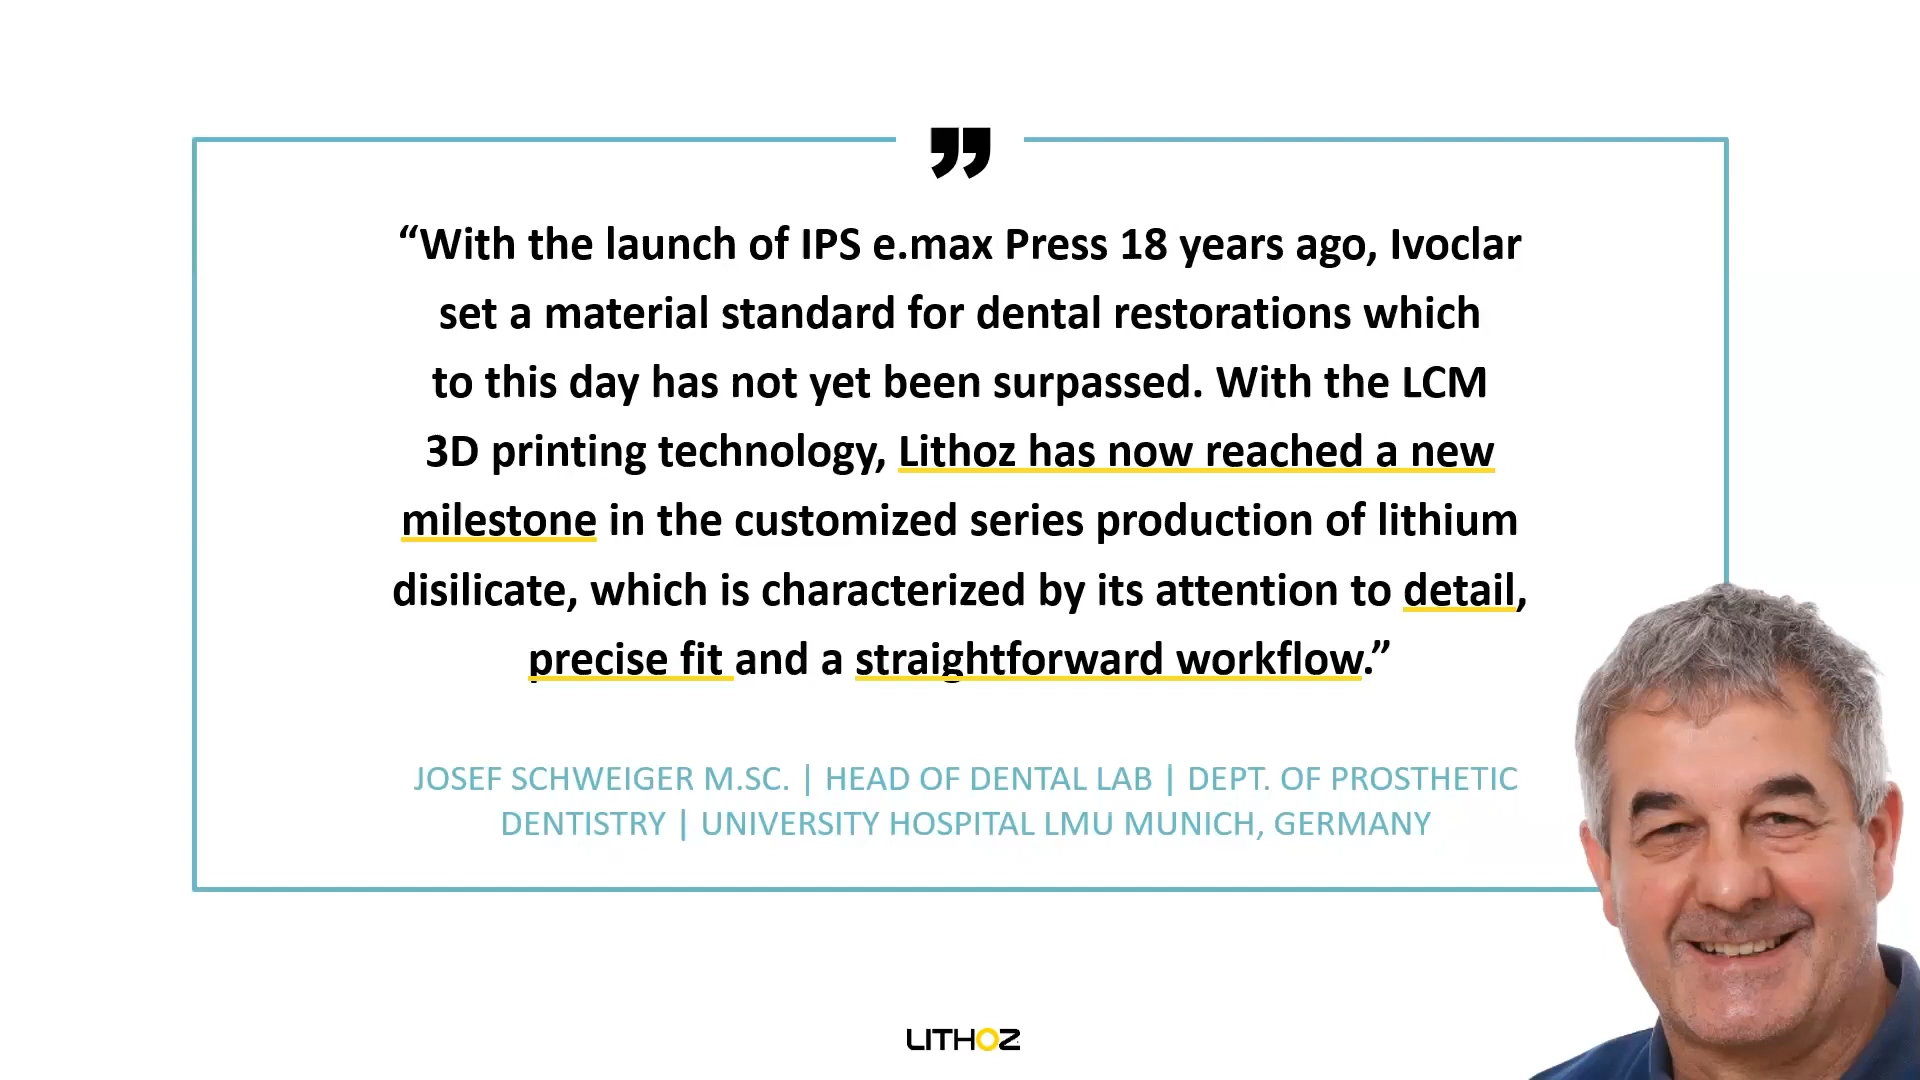 ”
“With the launch of IPS e.max Press 18 years ago, Ivoclar
set a material standard for dental restorations which
to this day has not yet been surpassed. With the LCM
3D printing technology, Lithoz has now reached a new
milestone in the customized series production of lithium
disilicate, which is characterized by its attention to detail,
precise fit and a straightforward workflow.”
JOSEF SCHWEIGER M.SC. | HEAD OF DENTAL LAB | DEPT. OF PROSTHETIC
DENTISTRY | UNIVERSITY HOSPITAL LMU MUNICH, GERMANY
LITHOZ